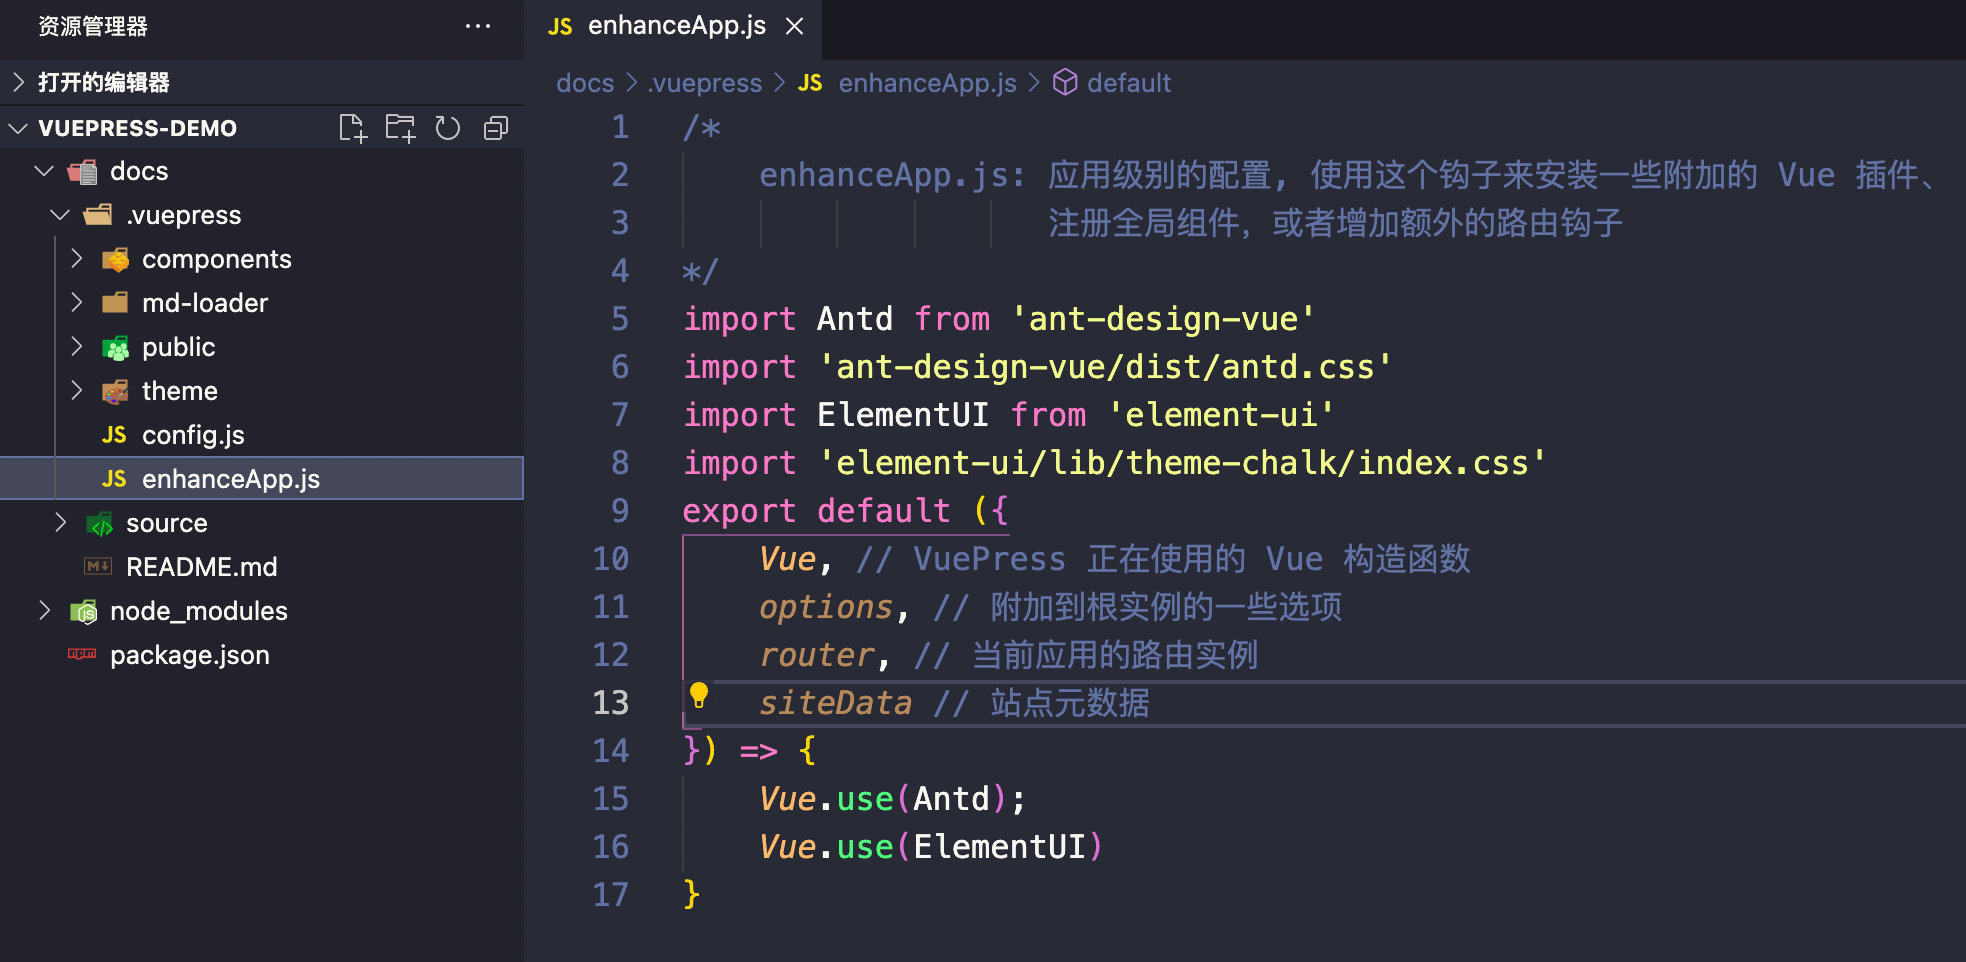 资源管理器
打开的编辑器
VUEPRESS-DEMO
docs
.vuepress
components
md-loader
public
theme
JS config.js
JS enhanceApp.js
source
README.md
node_modules
package.json
JS enhanceApp.js
docs > .vuepress > JS enhanceApp.js > default
1 /*
2 enhanceApp.js: 应用级别的配置, 使用这个钩子来安装一些附加的 Vue 插件、
3 注册全局组件, 或者增加额外的路由钩子
4 */
5 import Antd from 'ant-design-vue'
6 import 'ant-design-vue/dist/antd.css'
7 import ElementUI from 'element-ui'
8 import 'element-ui/lib/theme-chalk/index.css'
9 export default ({
10 Vue, // VuePress 正在使用的 Vue 构造函数
11 options, // 附加到根实例的一些选项
12 router, // 当前应用的路由实例
13 siteData // 站点元数据
14 }) => {
15 Vue.use(Antd);
16 Vue.use(ElementUI)
17 }